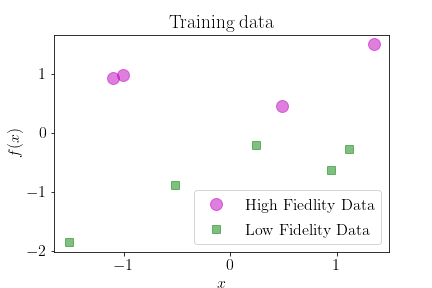 Training data
1
0
−1
−2
f(x)
−1
0
1
x
High Fiedlity Data
Low Fidelity Data